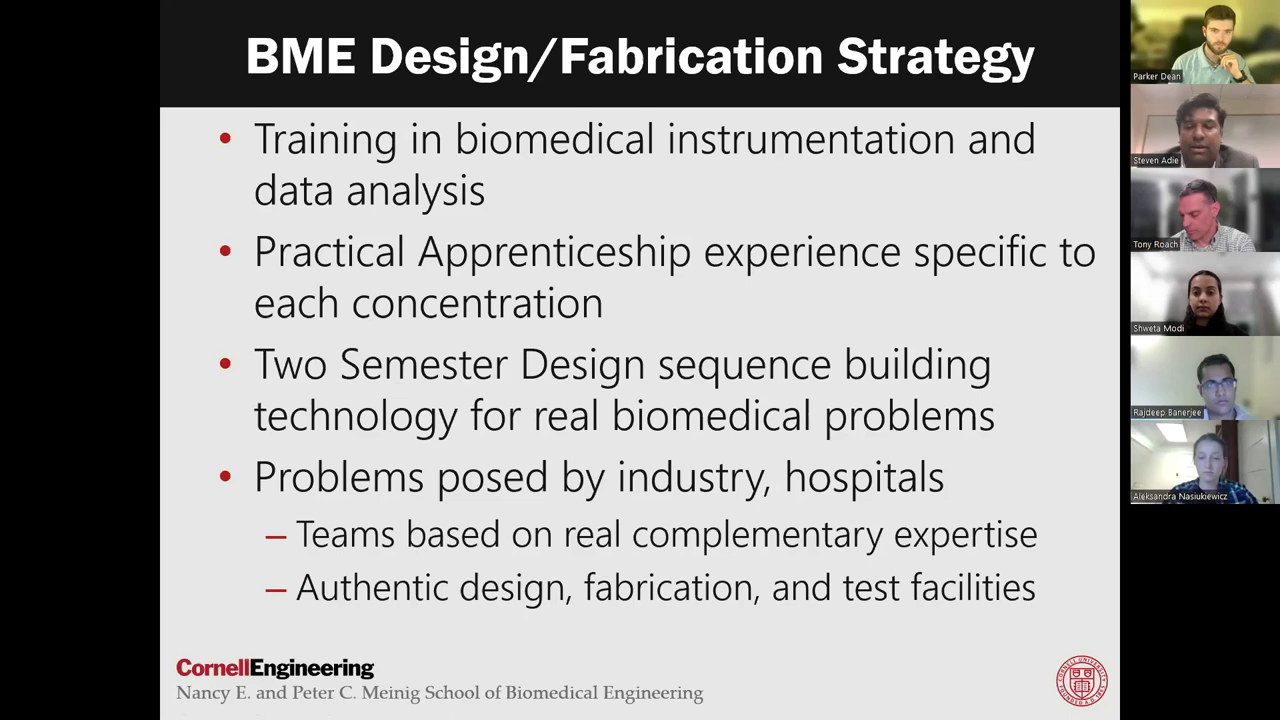 BME Design/Fabrication Strategy
• Training in biomedical instrumentation and
data analysis
• Practical Apprenticeship experience specific to
each concentration
• Two Semester Design sequence building
technology for real biomedical problems
• Problems posed by industry, hospitals
– Teams based on real complementary expertise
– Authentic design, fabrication, and test facilities
CornellEngineering
Nancy E. and Peter C. Meinig School of Biomedical Engineering
Parker Dean
Steven Adie
Tony Roach
Shweta Modi
Rajdeep Banerjee
Aleksandra Nasiukiewicz